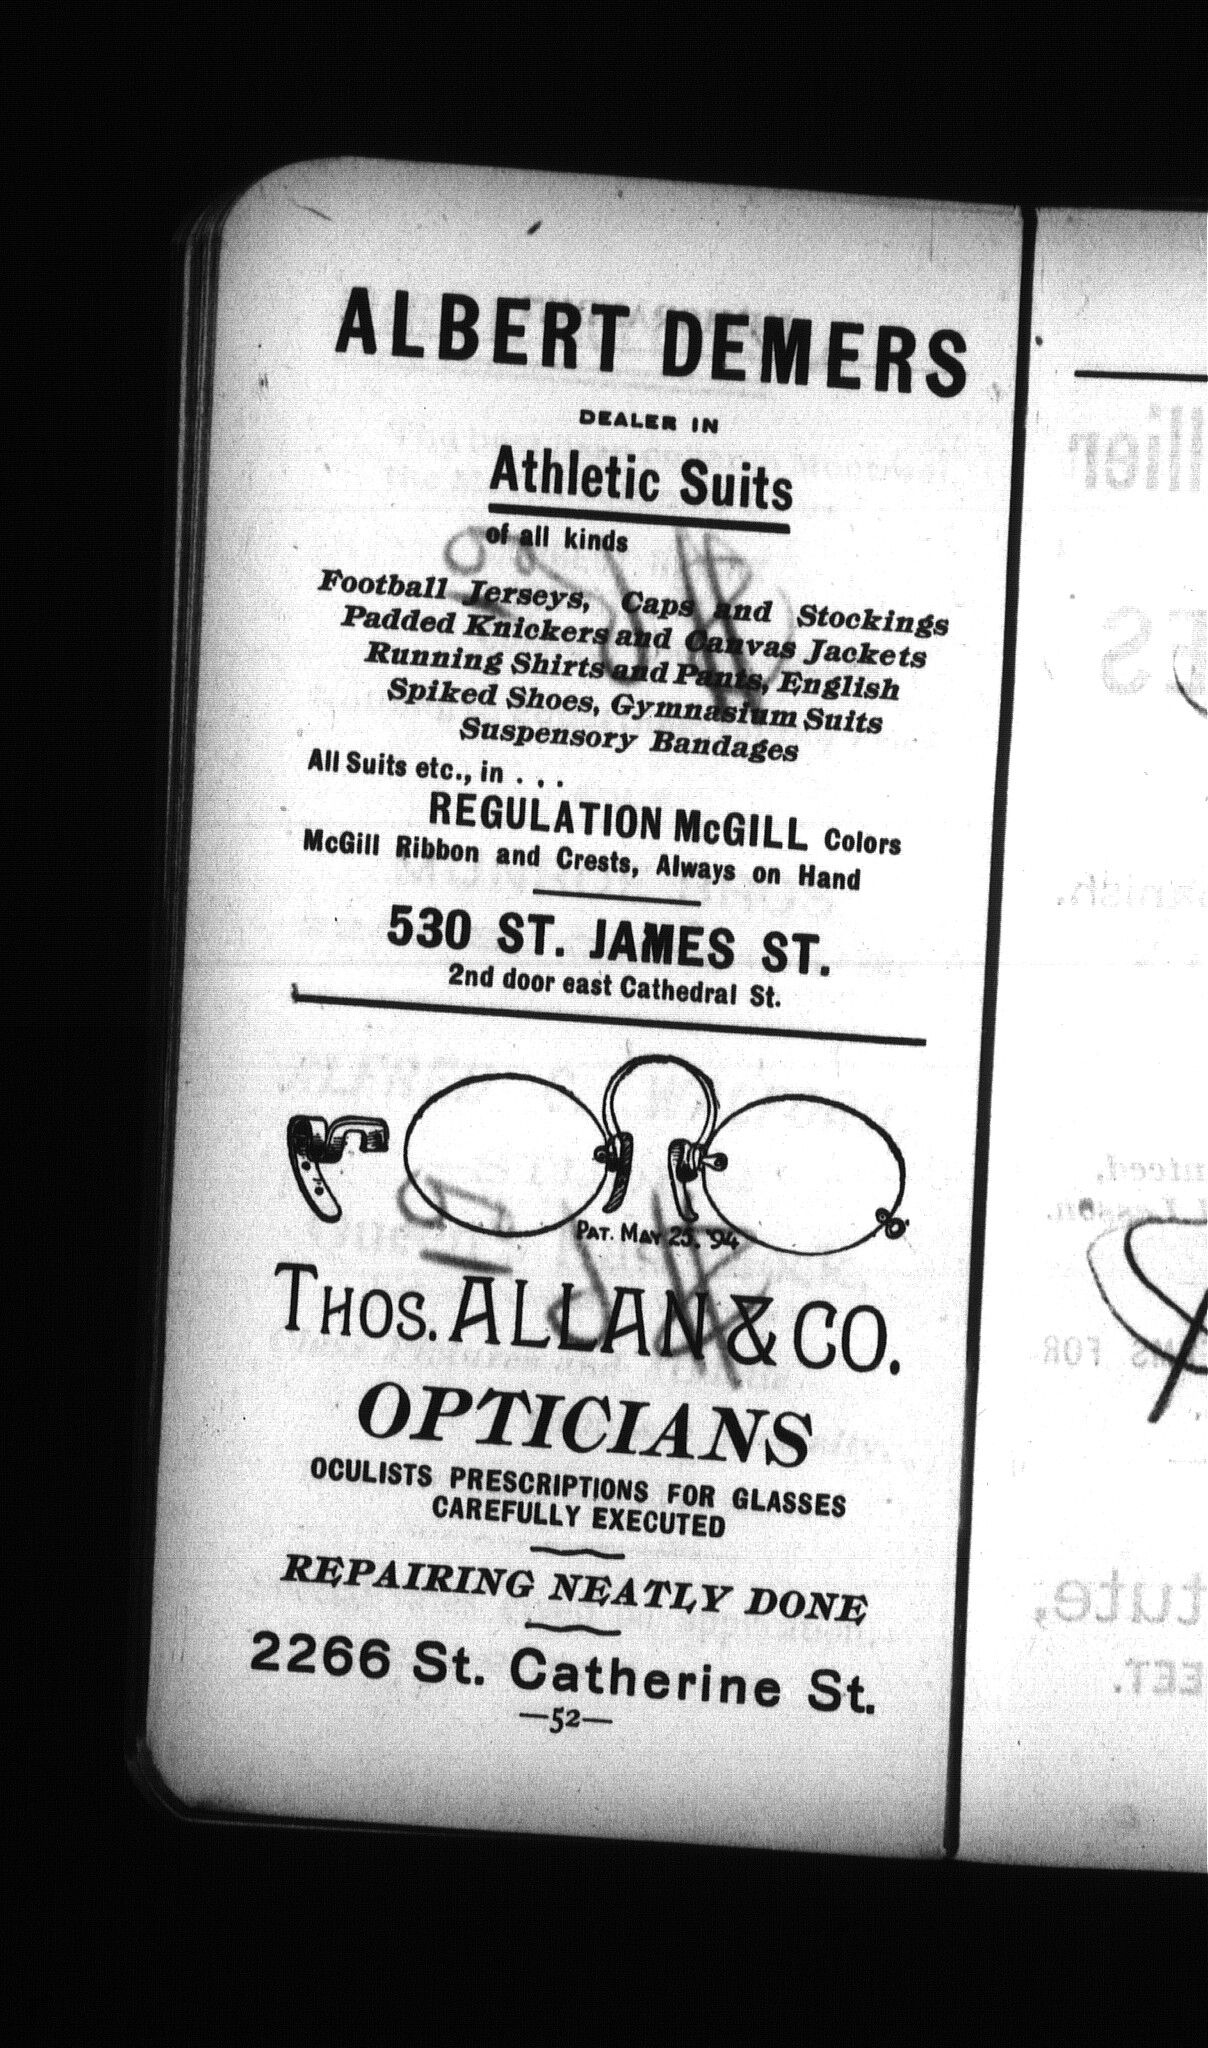 ALBERT DEMERS
DEALER IN
Athletic Suits
of all kinds
Football Jerseys, Caps and Stockings
Padded Knickers and Canvas Jackets
Running Shirts and Pants, English
Spiked Shoes, Gymnasium Suits
Suspensory Bandages
All Suits etc., in . . .
REGULATION McGILL Colors
McGill Ribbon and Crests, Always on Hand
530 ST. JAMES ST.
2nd door east Cathedral St.
PAT. MAY 25. '94
THOS. ALLAN & CO.
OPTICIANS
OCULISTS PRESCRIPTIONS FOR GLASSES
CAREFULLY EXECUTED
REPAIRING NEATLY DONE
2266 St. Catherine St.
—52—